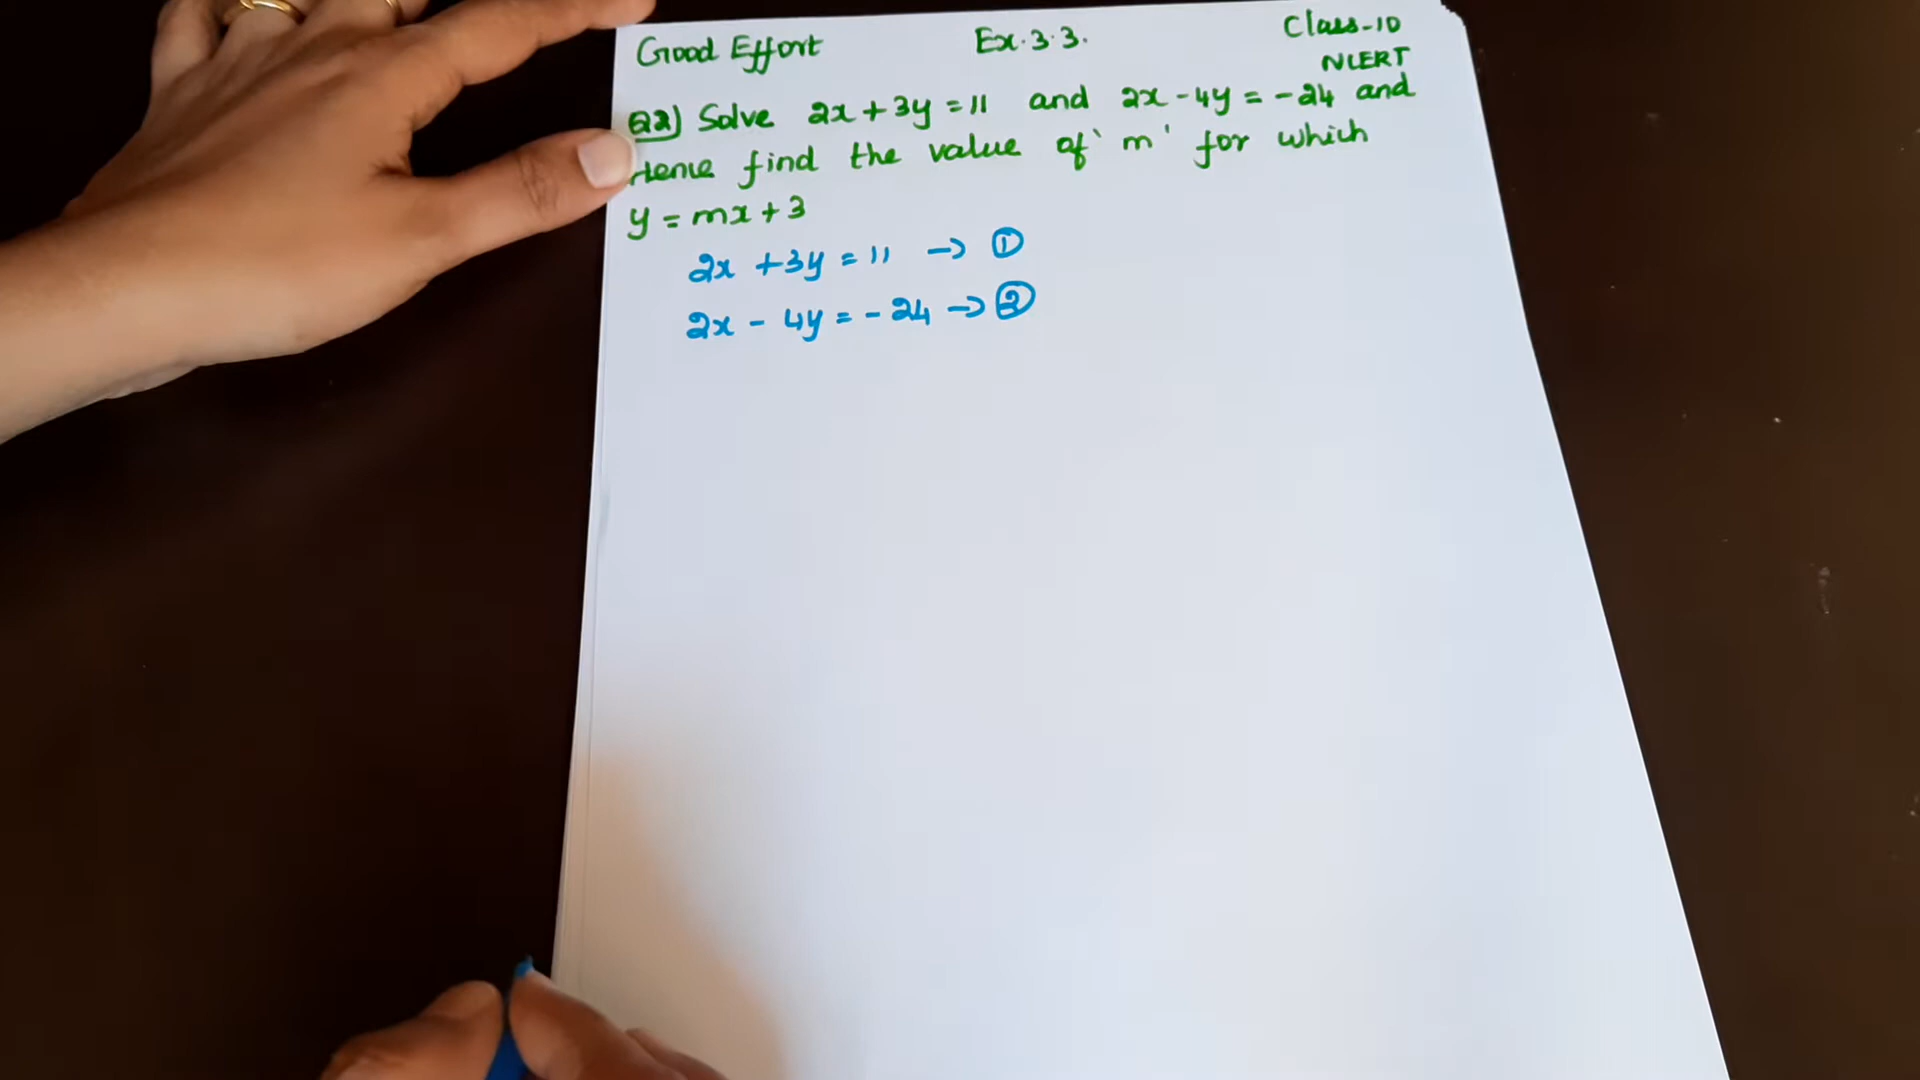 Good Effort Ex.3.3. Class-10
NCERT
Q2) Solve 2x + 3y = 11 and 2x - 4y = -24 and
Hence find the value of 'm' for which
y = mx + 3
2x + 3y = 11 → ①
2x - 4y = -24 → ②